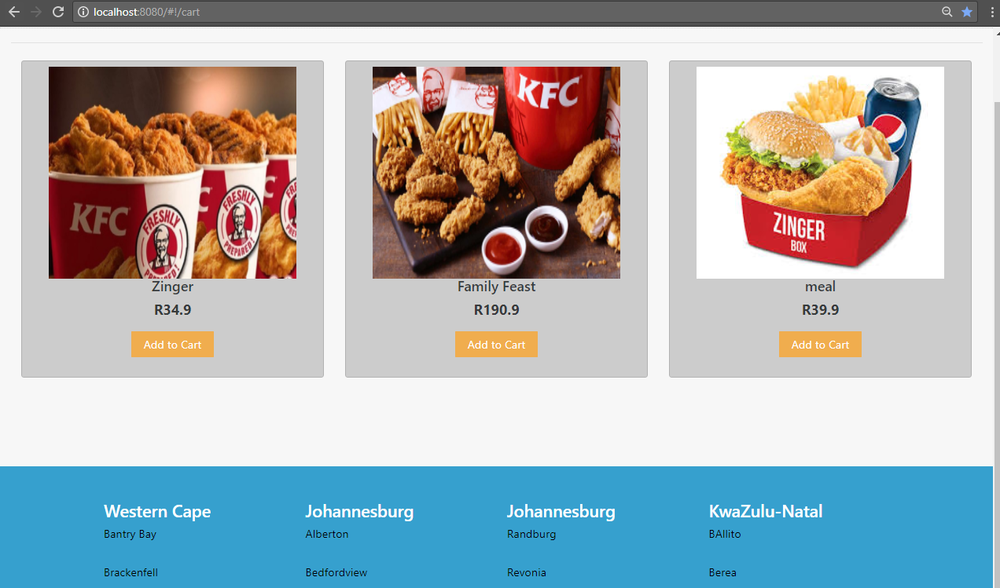 localhost:8080/#!/cart
KFC
FRESHLY
PREPARED!
KFC
ZINGER
BOX
Zinger
Family Feast
meal
R34.9
R190.9
R39.9
Add to Cart
Add to Cart
Add to Cart
Western Cape
Johannesburg
Johannesburg
KwaZulu-Natal
Bantry Bay
Alberton
Randburg
BAllito
Brackenfell
Bedfordview
Revonia
Berea